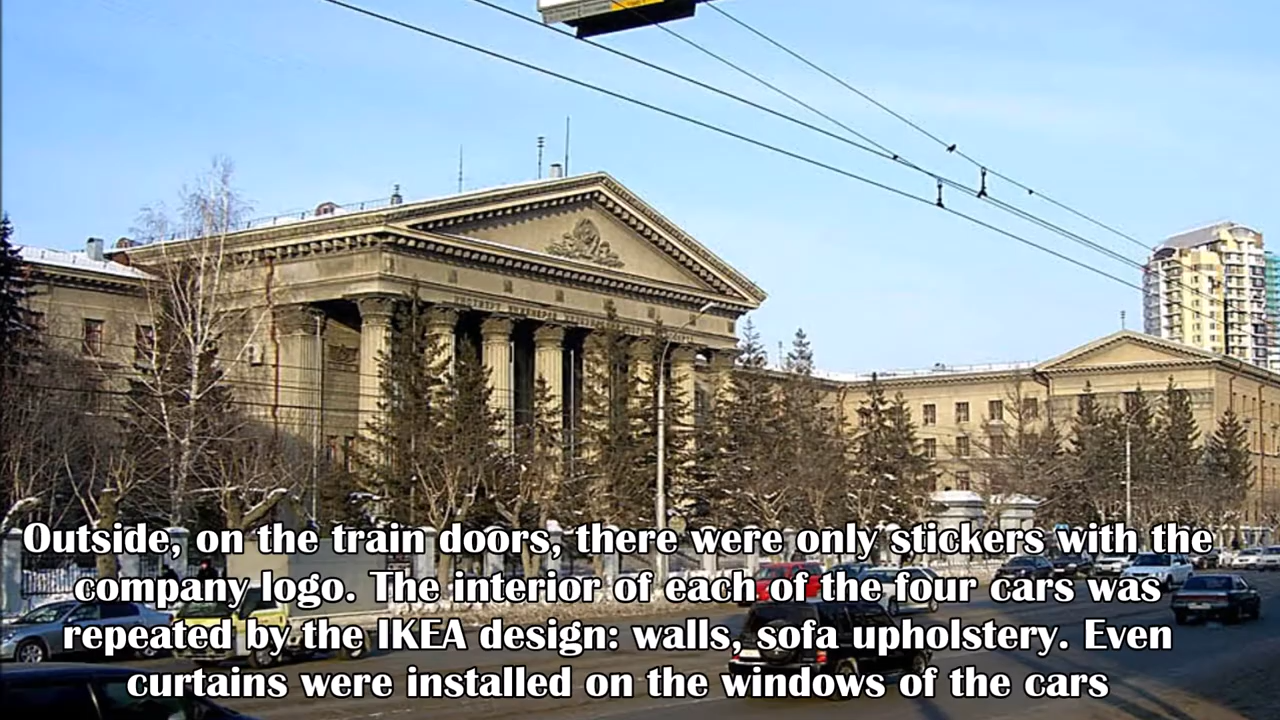 Outside, on the train doors, there were only stickers with the
company logo. The interior of each of the four cars was
repeated by the IKEA design: walls, sofa upholstery. Even
curtains were installed on the windows of the cars